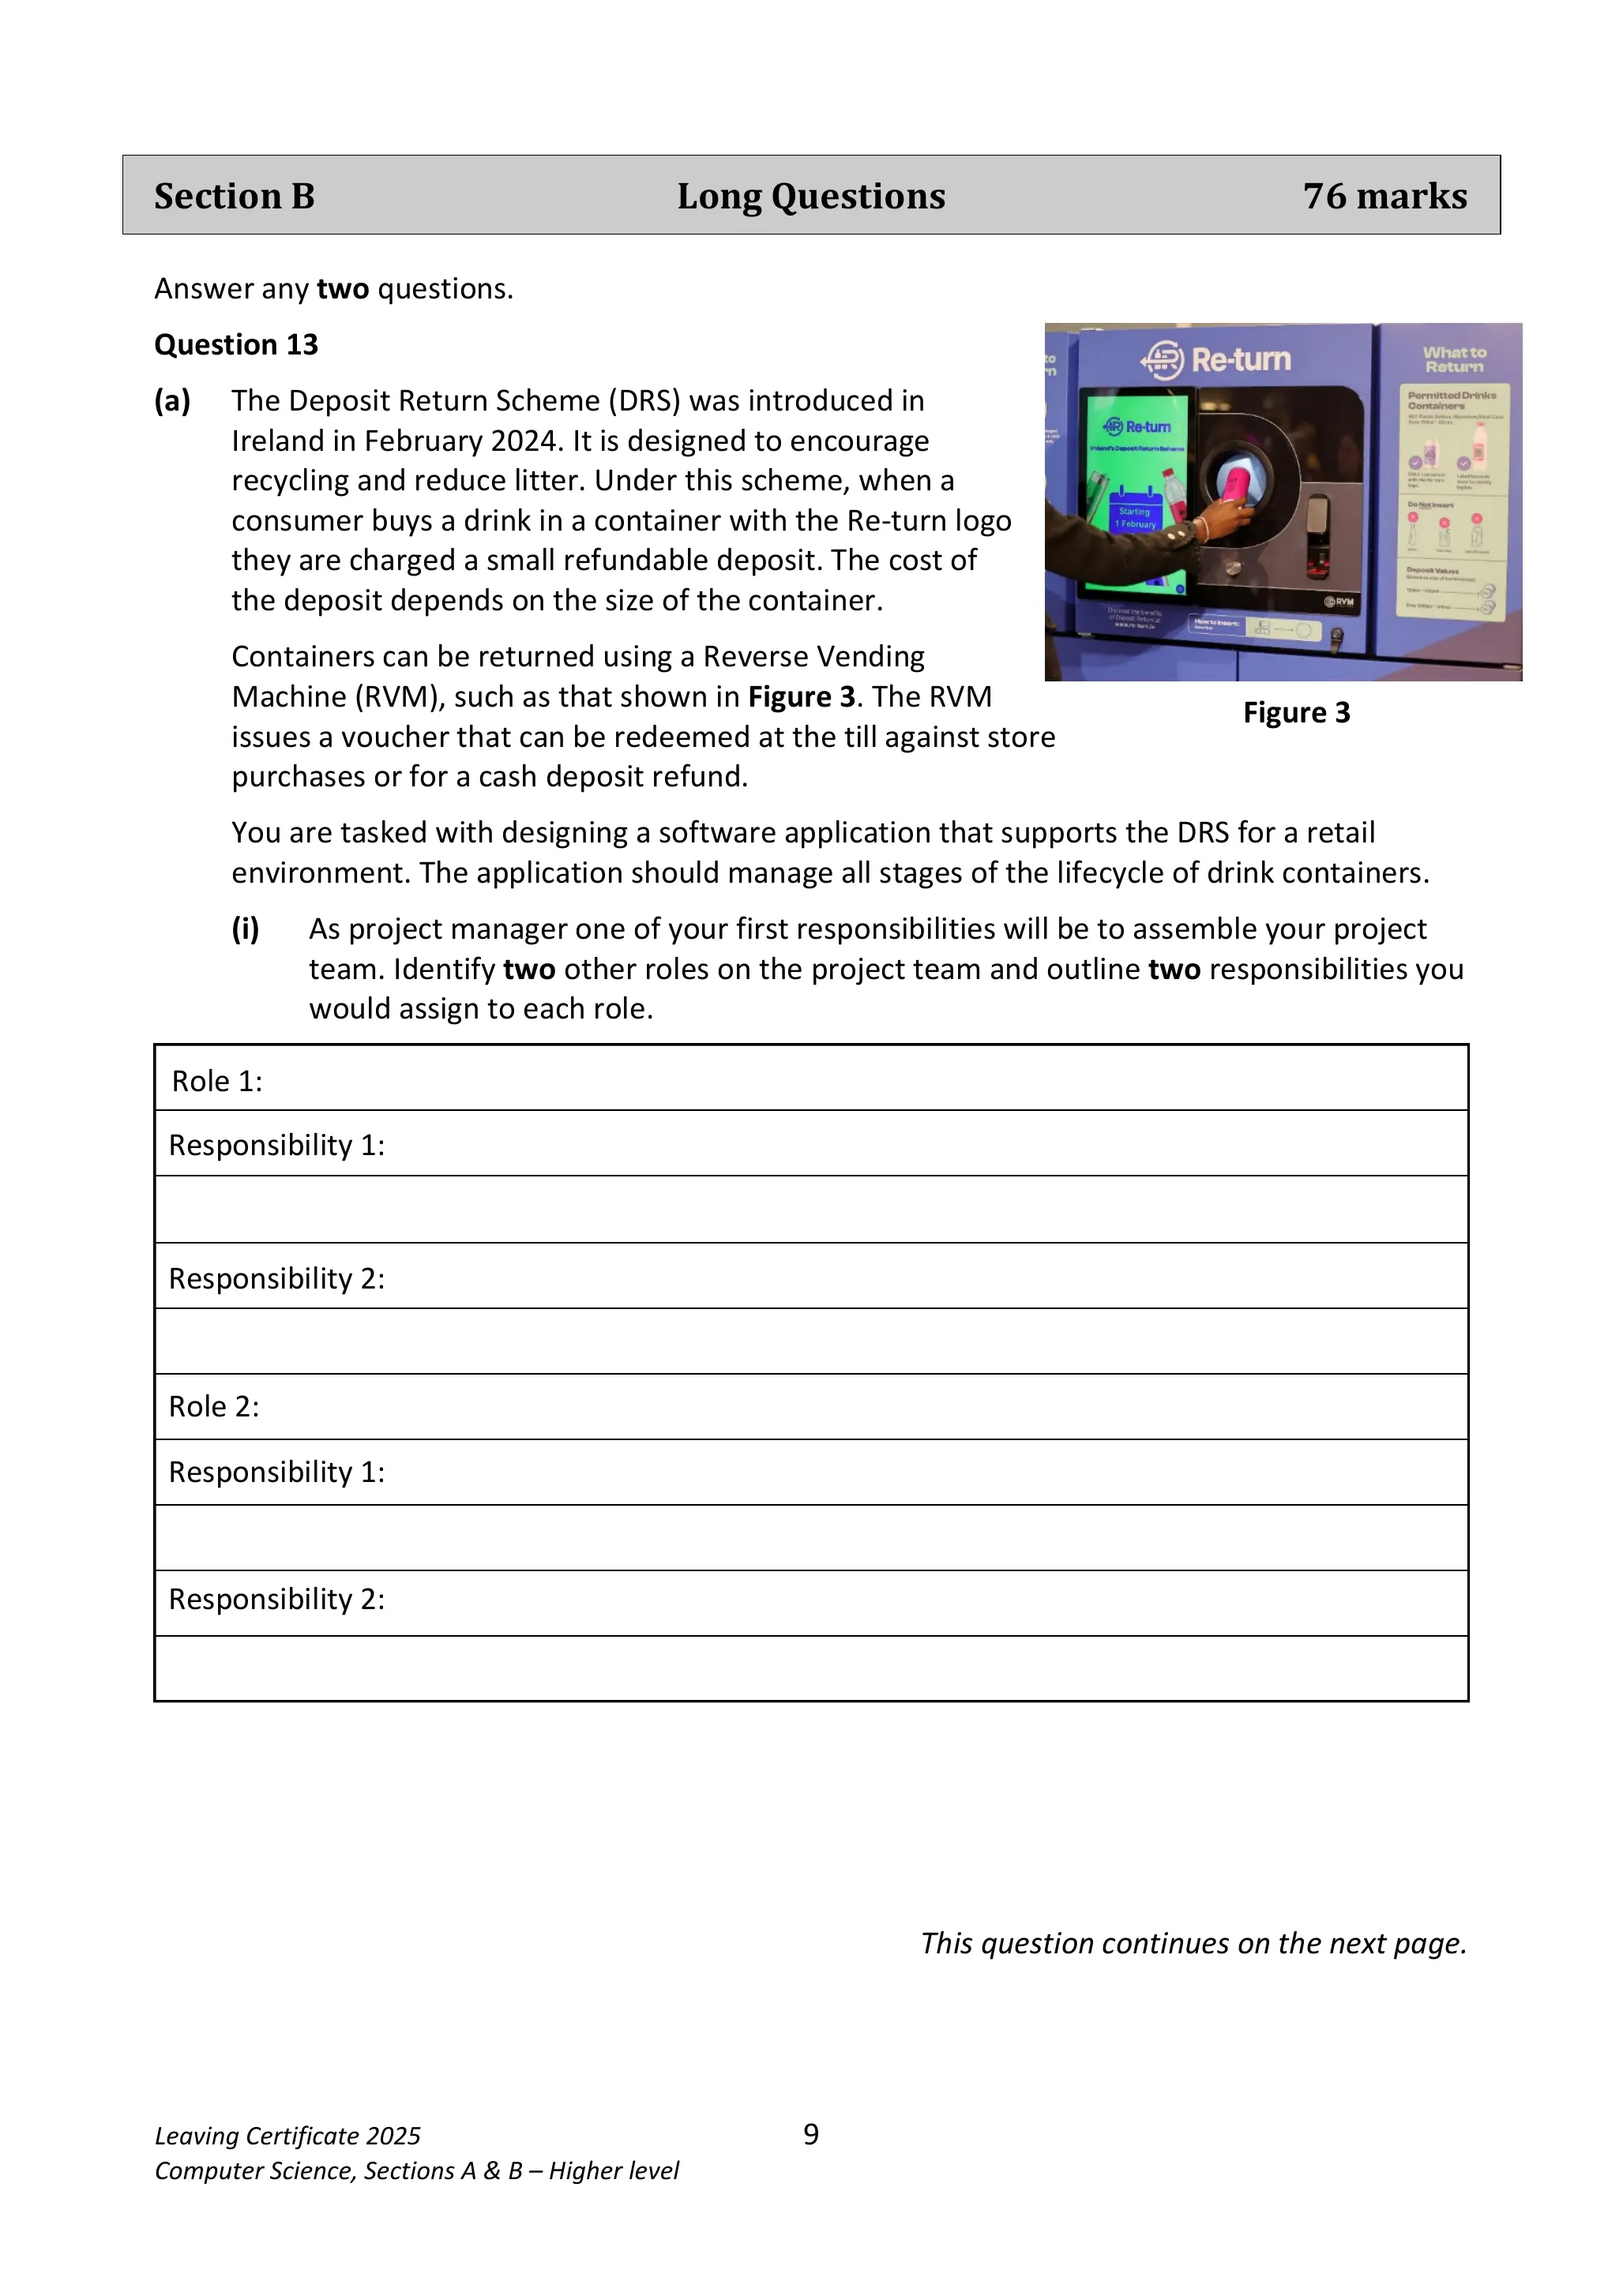 Section B Long Questions 76 marks
Answer any two questions.
Question 13
(a) The Deposit Return Scheme (DRS) was introduced in
Ireland in February 2024. It is designed to encourage
recycling and reduce litter. Under this scheme, when a
consumer buys a drink in a container with the Re-turn logo
they are charged a small refundable deposit. The cost of
the deposit depends on the size of the container.
Re-turn
What to
Return
Permitted Drinks
Containers
Re-turn
Ireland's Deposit Return Scheme
Starting
1 February
Do Not Insert
Deposit Values
RVM
How to Insert:
Figure 3
Containers can be returned using a Reverse Vending
Machine (RVM), such as that shown in Figure 3. The RVM
issues a voucher that can be redeemed at the till against store
purchases or for a cash deposit refund.
You are tasked with designing a software application that supports the DRS for a retail
environment. The application should manage all stages of the lifecycle of drink containers.
(i) As project manager one of your first responsibilities will be to assemble your project
team. Identify two other roles on the project team and outline two responsibilities you
would assign to each role.
Role 1:
Responsibility 1:
Responsibility 2:
Role 2:
Responsibility 1:
Responsibility 2:
This question continues on the next page.
Leaving Certificate 2025
9
Computer Science, Sections A & B – Higher level